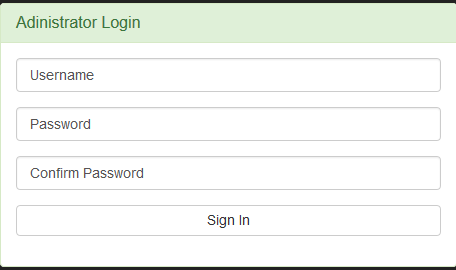 Adinistrator Login
Username
Password
Confirm Password
Sign In